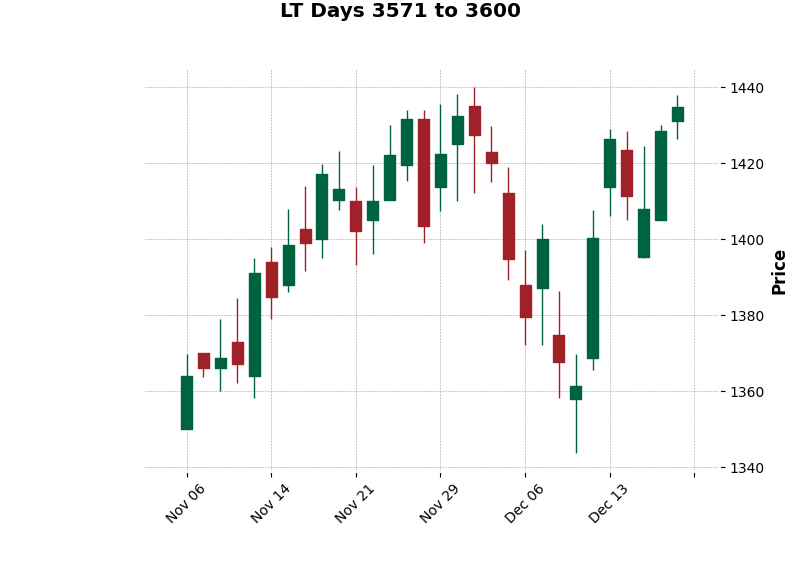 LT Days 3571 to 3600
1440
1420
1400
1380
1360
1340
Price
Nov 06
Nov 14
Nov 21
Nov 29
Dec 06
Dec 13